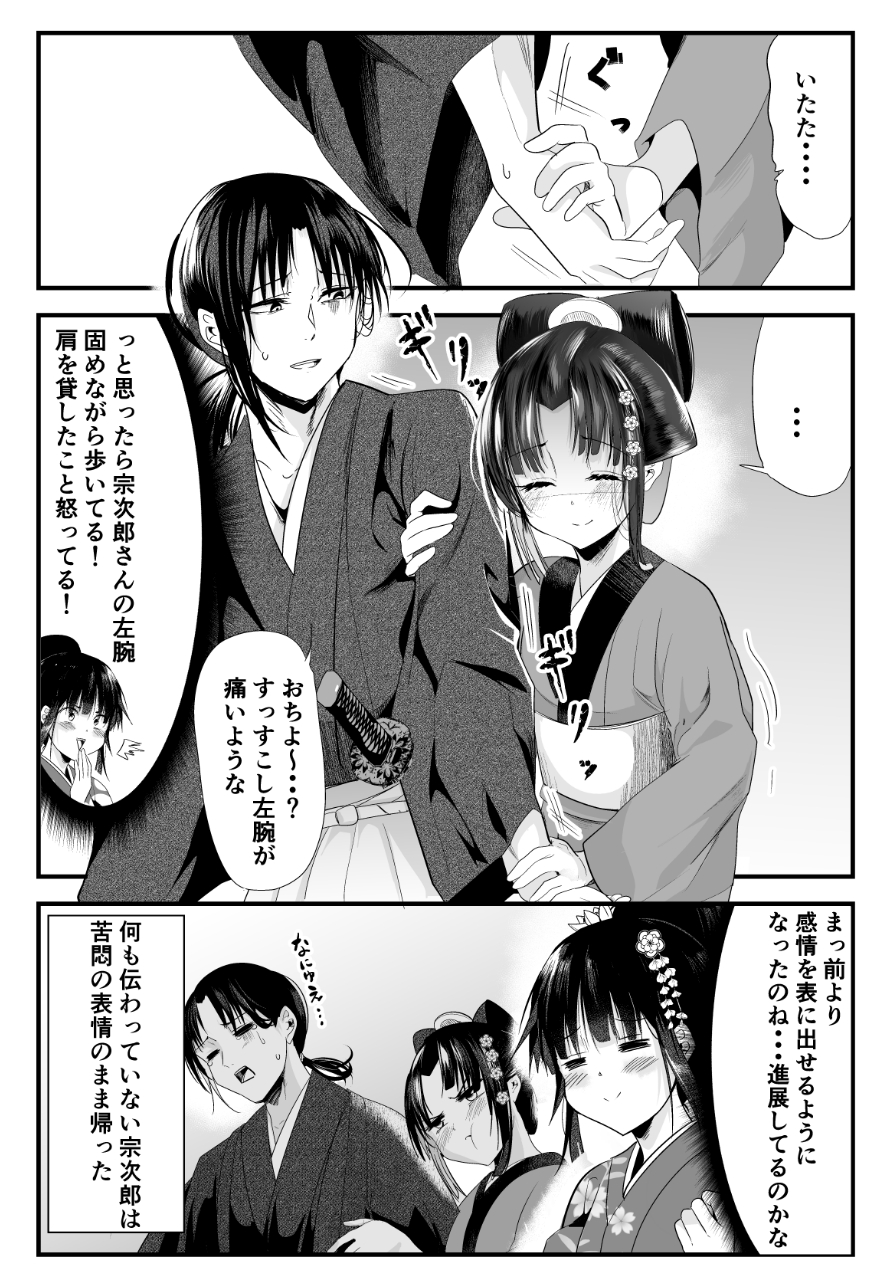 いたた・・・・
ぐっ
・・・
ギリッ
ギリッ
っと思ったら宗次郎さんの左腕
固めながら歩いてる！
肩を貸したこと怒ってる！
おちよ～・・？
すっすこし左腕が
痛いような
まっ前より
感情を表に出せるように
なったのね・・・進展してるのかな
なにゆえ・・・
何も伝わっていない宗次郎は
苦悶の表情のまま帰った